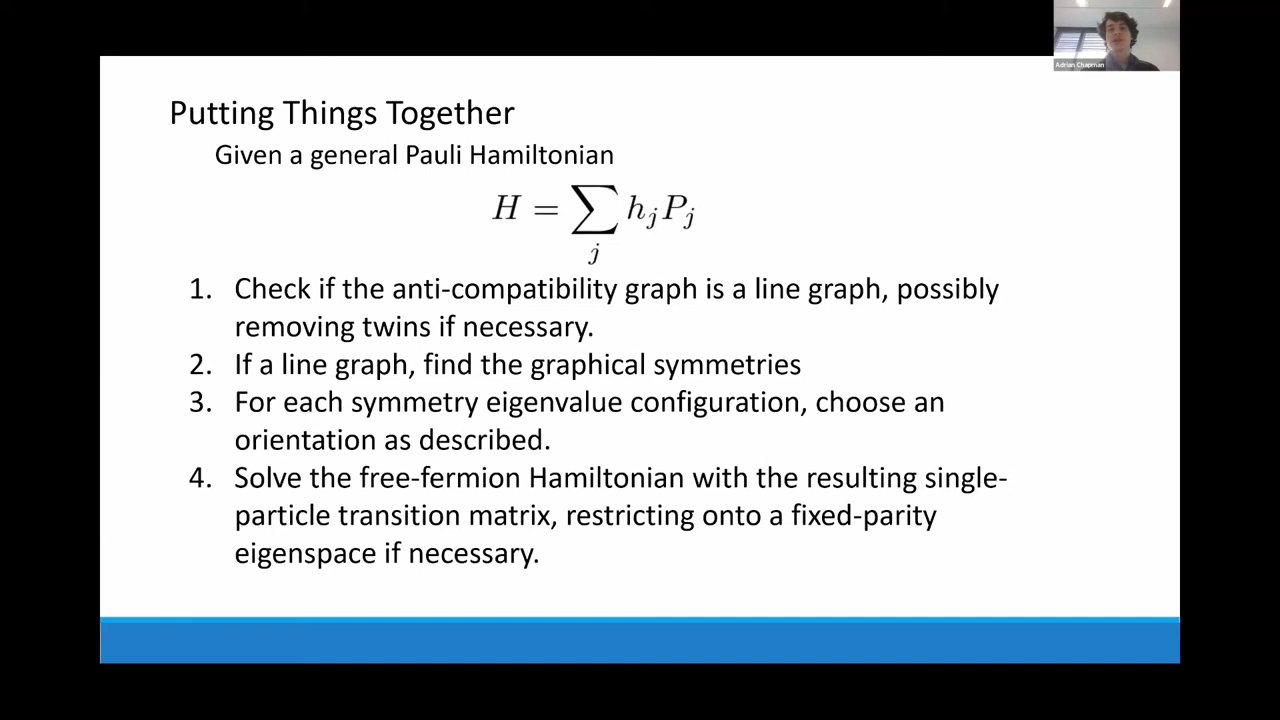 Adrian Chapman
Putting Things Together
Given a general Pauli Hamiltonian
H = ∑_j h_j P_j
1. Check if the anti-compatibility graph is a line graph, possibly
removing twins if necessary.
2. If a line graph, find the graphical symmetries
3. For each symmetry eigenvalue configuration, choose an
orientation as described.
4. Solve the free-fermion Hamiltonian with the resulting single-
particle transition matrix, restricting onto a fixed-parity
eigenspace if necessary.